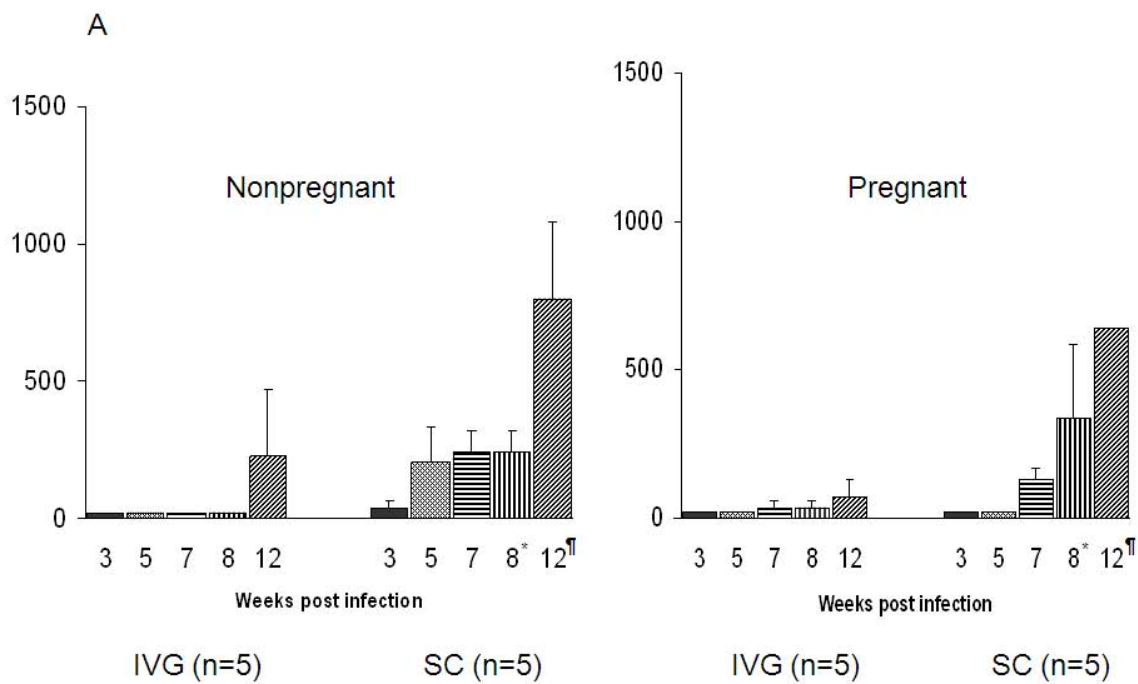 A
1500
1000
500
0
Nonpregnant
3 5 7 8* 12 3 5 7 8* 12¶
Weeks post infection
IVG (n=5) SC (n=5)
1500
1000
500
0
Pregnant
3 5 7 8 12 3 5 7 8* 12¶
Weeks post infection
IVG (n=5) SC (n=5)